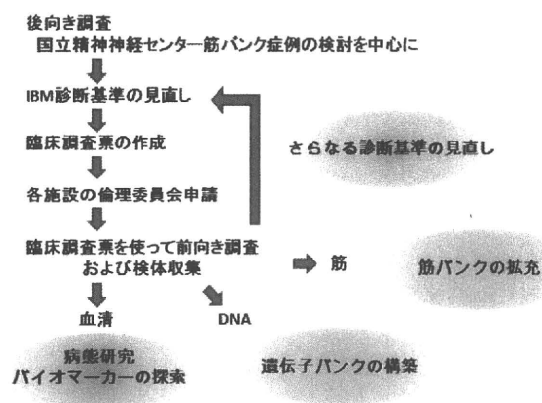 後向き調査
国立精神神経センター筋バンク症例の検討を中心に
IBM診断基準の見直し
臨床調査票の作成
さらなる診断基準の見直し
各施設の倫理委員会申請
臨床調査票を使って前向き調査
および検体収集
筋
筋バンクの拡充
血清
DNA
病態研究
バイオマーカーの探索
遺伝子バンクの構築